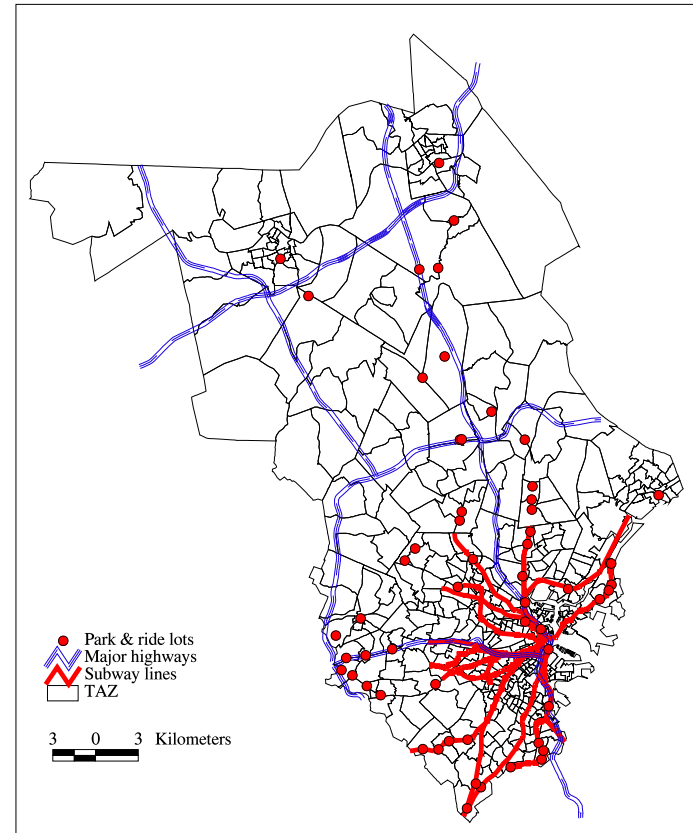 Park & ride lots
Major highways
Subway lines
TAZ
3 0 3 Kilometers